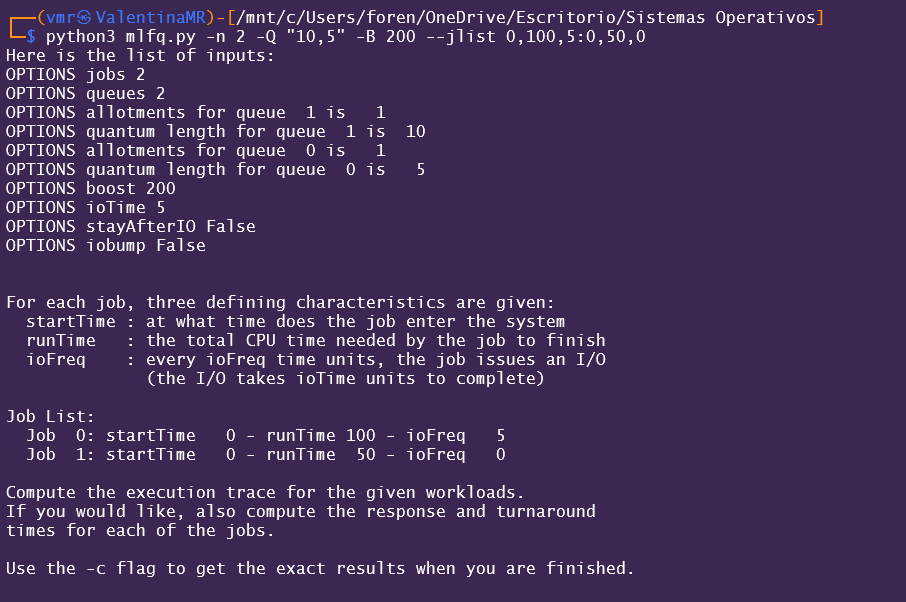 ┌──(vmr㉿ValentinaMR)-[/mnt/c/Users/foren/OneDrive/Escritorio/Sistemas Operativos]
└─$ python3 mlfq.py -n 2 -Q "10,5" -B 200 --jlist 0,100,5:0,50,0
Here is the list of inputs:
OPTIONS jobs 2
OPTIONS queues 2
OPTIONS allotments for queue  1 is   1
OPTIONS quantum length for queue  1 is  10
OPTIONS allotments for queue  0 is   1
OPTIONS quantum length for queue  0 is   5
OPTIONS boost 200
OPTIONS ioTime 5
OPTIONS stayAfterIO False
OPTIONS iobump False
For each job, three defining characteristics are given:
  startTime : at what time does the job enter the system
  runTime   : the total CPU time needed by the job to finish
  ioFreq    : every ioFreq time units, the job issues an I/O
              (the I/O takes ioTime units to complete)
Job List:
  Job  0: startTime   0 - runTime 100 - ioFreq   5
  Job  1: startTime   0 - runTime  50 - ioFreq   0
Compute the execution trace for the given workloads.
If you would like, also compute the response and turnaround
times for each of the jobs.
Use the -c flag to get the exact results when you are finished.